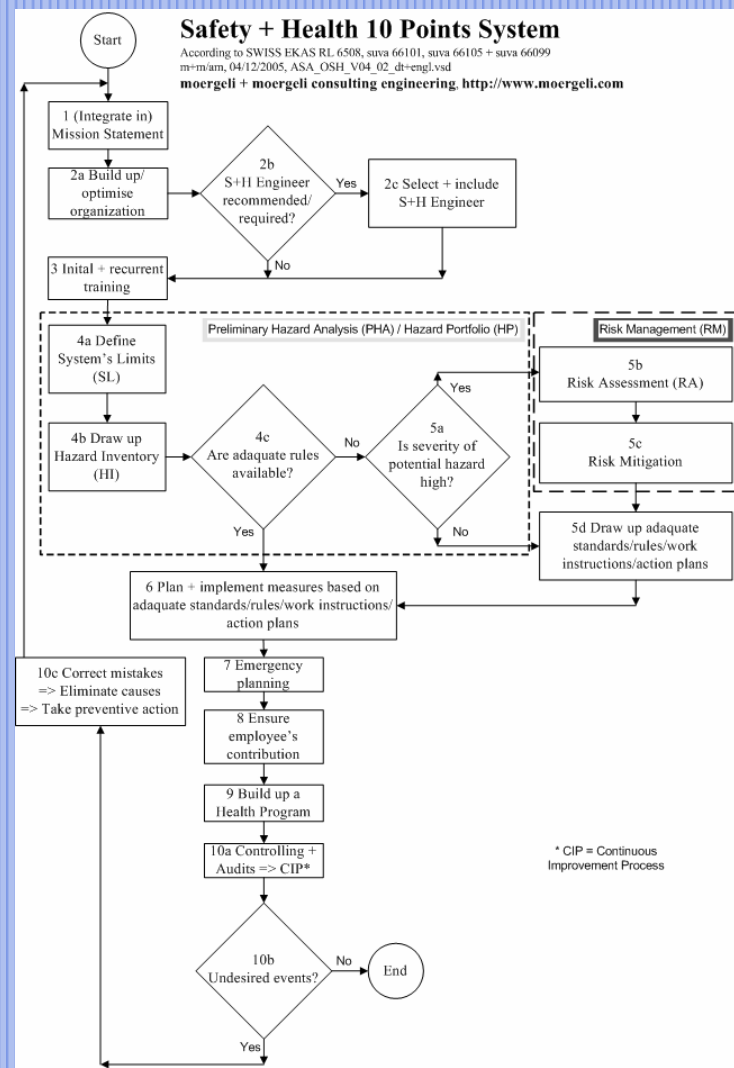 Safety + Health 10 Points System
According to SWISS EKAS RL 6508, suva 66101, suva 66105 + suva 66099
m+m/am, 04/12/2005, ASA_OSH_V04_02_dt+engl.vsd
moergeli + moergeli consulting engineering, http://www.moergeli.com
Start
1 (Integrate in)
Mission Statement
2a Build up/
optimise
organization
2b
S+H Engineer
recommended/
required?
Yes
2c Select + include
S+H Engineer
No
3 Inital + recurrent
training
Preliminary Hazard Analysis (PHA) / Hazard Portfolio (HP)
Risk Management (RM)
4a Define
System's Limits
(SL)
4b Draw up
Hazard Inventory
(HI)
4c
Are adaquate rules
available?
No
Yes
5a
Is severity of
potential hazard
high?
Yes
No
5b
Risk Assessment (RA)
5c
Risk Mitigation
5d Draw up adaquate
standards/rules/work
instructions/action plans
6 Plan + implement measures based on
adaquate standards/rules/work instructions/
action plans
7 Emergency
planning
8 Ensure
employee's
contribution
9 Build up a
Health Program
10a Controlling +
Audits => CIP*
* CIP = Continuous
Improvement Process
10b
Undesired events?
No
End
Yes
10c Correct mistakes
=> Eliminate causes
=> Take preventive action